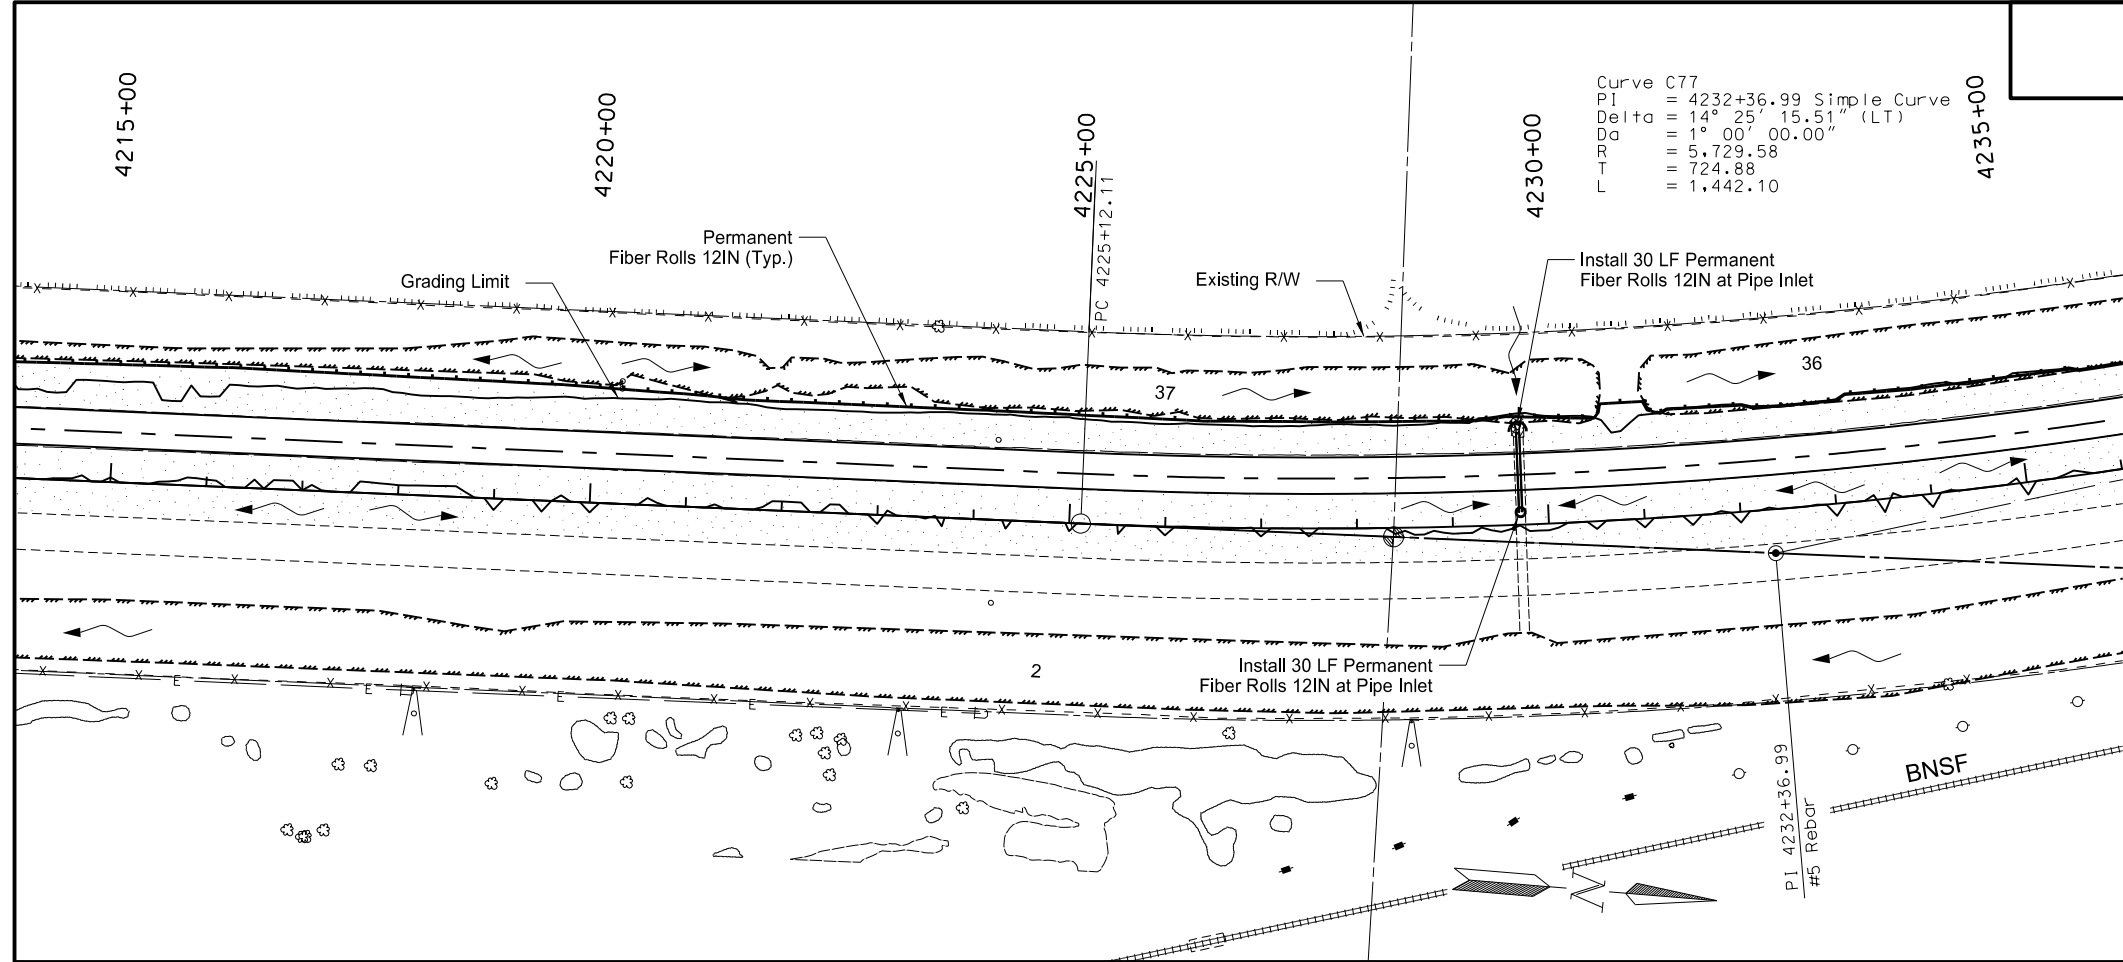 4215+00
4220+00
4225+00
PC 4225+12.11
4230+00
4235+00
Curve C77
PI = 4232+36.99 Simple Curve
Delta = 14° 25' 15.51" (LT)
Da = 1° 00' 00.00"
R = 5,729.58
T = 724.88
L = 1,442.10
Permanent
Fiber Rolls 12IN (Typ.)
Grading Limit
Existing R/W
Install 30 LF Permanent
Fiber Rolls 12IN at Pipe Inlet
37
36
Install 30 LF Permanent
Fiber Rolls 12IN at Pipe Inlet
2
E
E
E
E
BNSF
PI 4232+36.99
#5 Rebar
N